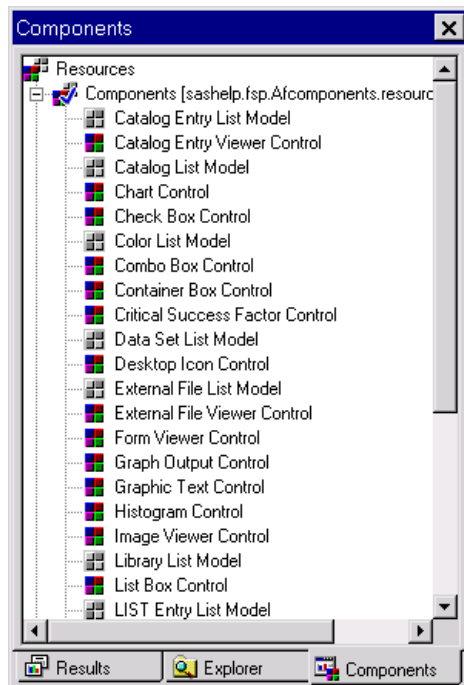 Components
Resources
Components [sashelp.fsp.Afcomponents.resourc
Catalog Entry List Model
Catalog Entry Viewer Control
Catalog List Model
Chart Control
Check Box Control
Color List Model
Combo Box Control
Container Box Control
Critical Success Factor Control
Data Set List Model
Desktop Icon Control
External File List Model
External File Viewer Control
Form Viewer Control
Graph Output Control
Graphic Text Control
Histogram Control
Image Viewer Control
Library List Model
List Box Control
LIST Entry List Model
Results Explorer Components